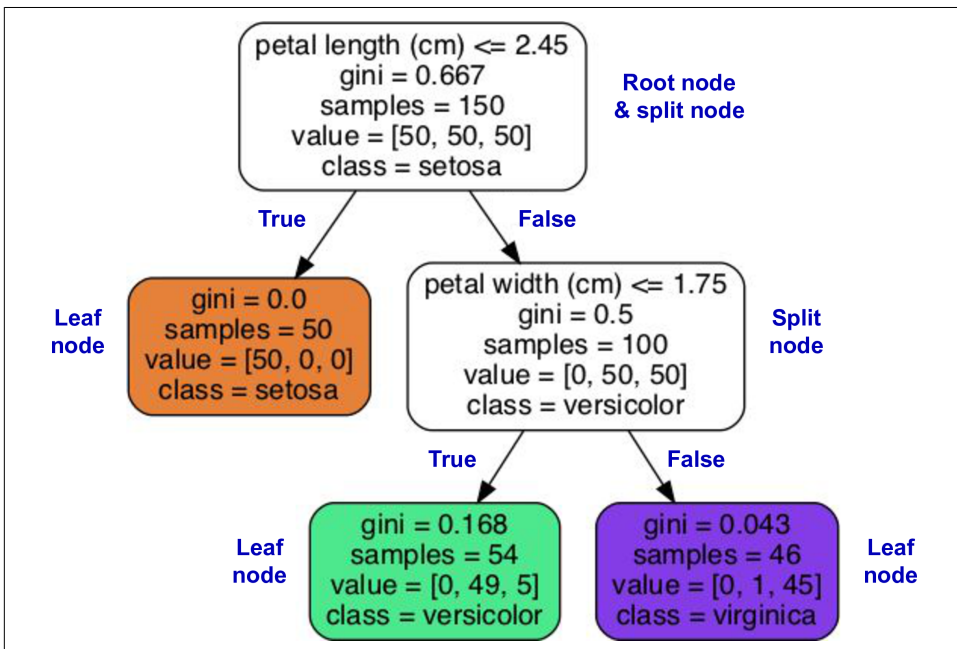 petal length (cm) <= 2.45
gini = 0.667
samples = 150
value = [50, 50, 50]
class = setosa
Root node
& split node
True
False
Leaf
node
gini = 0.0
samples = 50
value = [50, 0, 0]
class = setosa
petal width (cm) <= 1.75
gini = 0.5
samples = 100
value = [0, 50, 50]
class = versicolor
Split
node
True
False
Leaf
node
gini = 0.168
samples = 54
value = [0, 49, 5]
class = versicolor
gini = 0.043
samples = 46
value = [0, 1, 45]
class = virginica
Leaf
node